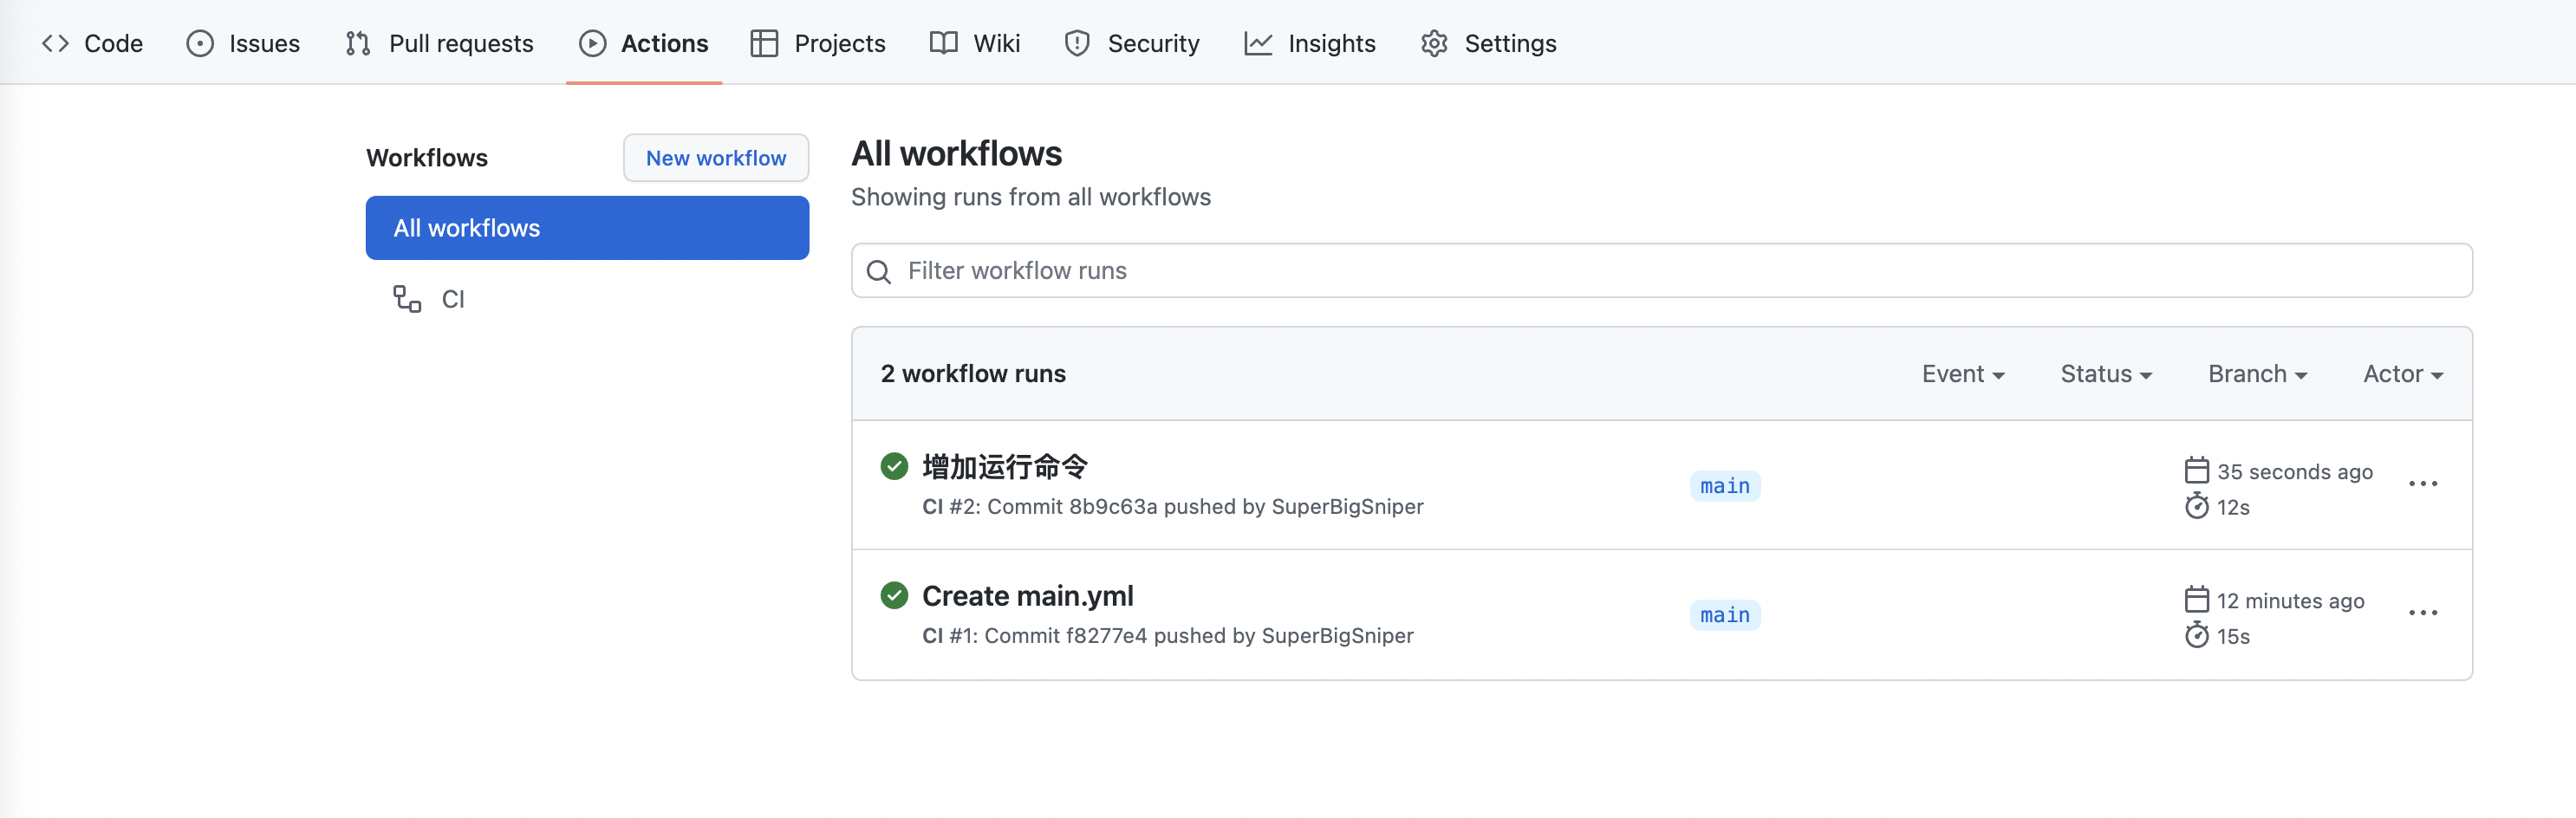 Code Issues Pull requests Actions Projects Wiki Security Insights Settings
Workflows New workflow
All workflows
CI
All workflows
Showing runs from all workflows
Filter workflow runs
2 workflow runs Event Status Branch Actor
增加运行命令
CI #2: Commit 8b9c63a pushed by SuperBigSniper
main
35 seconds ago
12s
Create main.yml
CI #1: Commit f8277e4 pushed by SuperBigSniper
main
12 minutes ago
15s